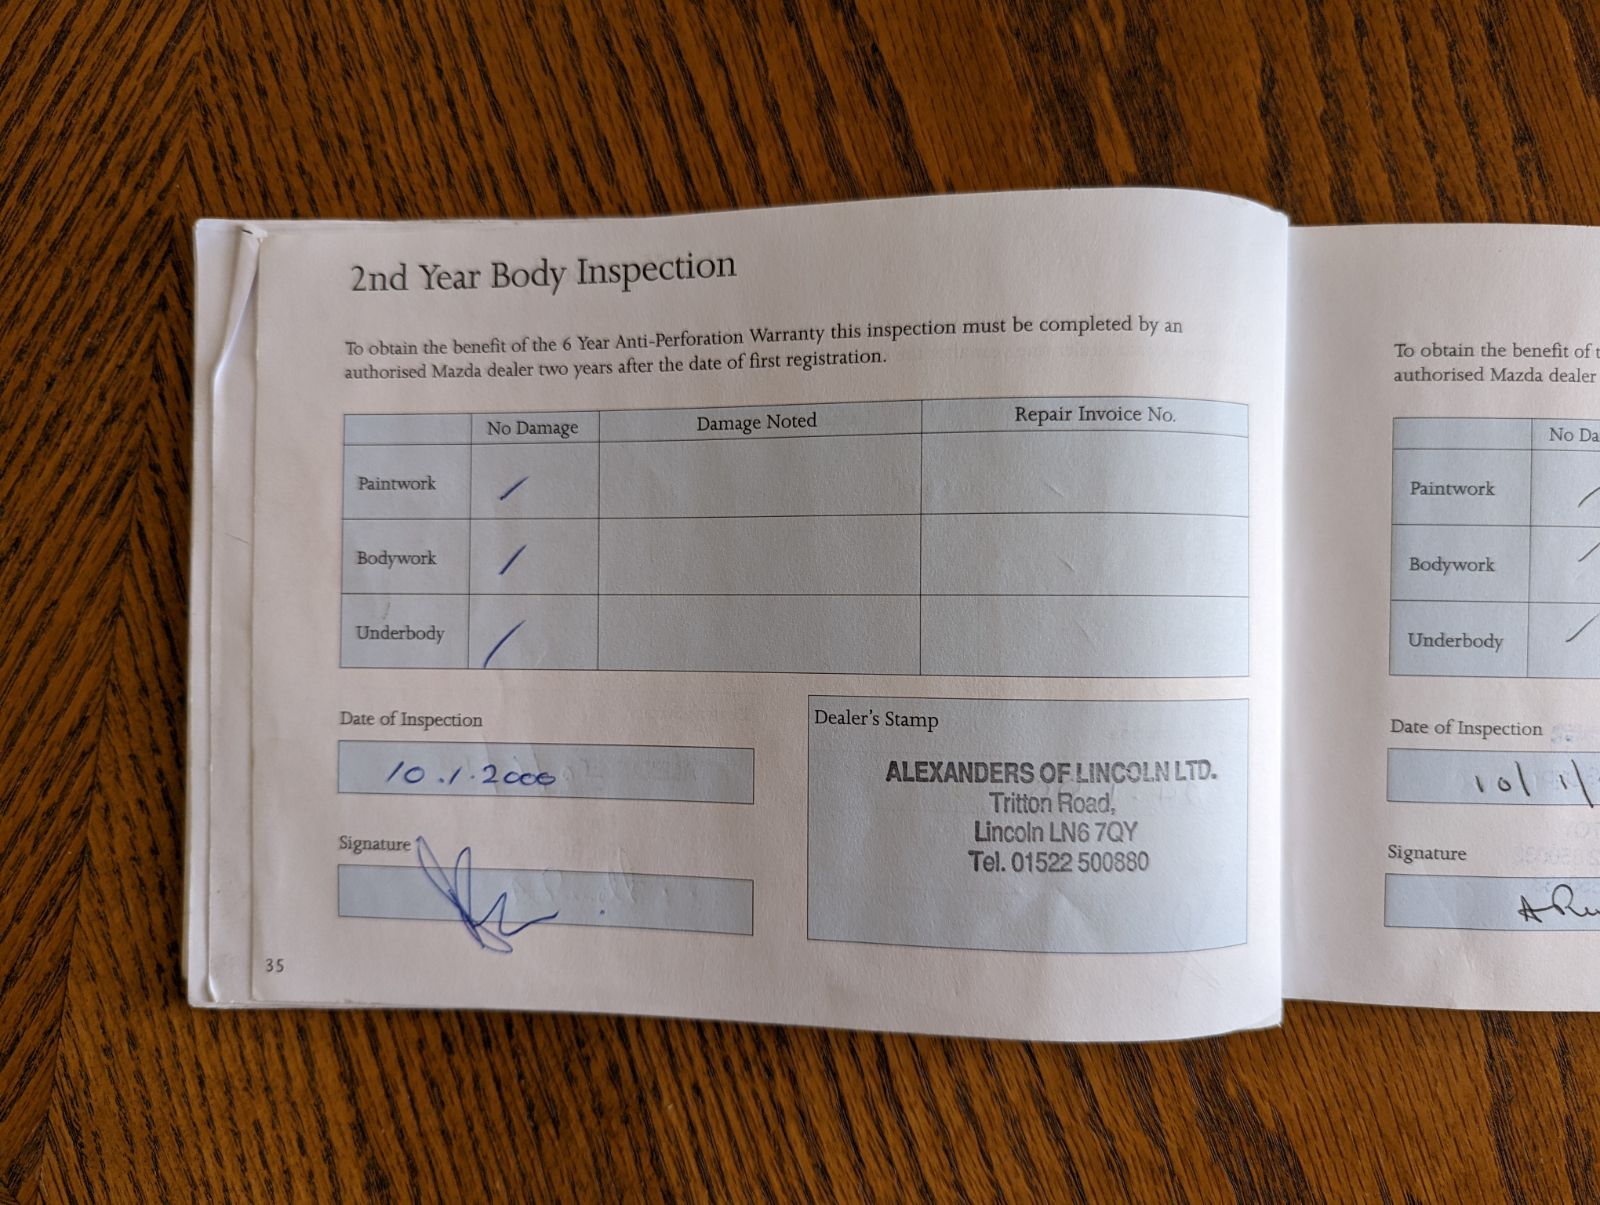 2nd Year Body Inspection
To obtain the benefit of the 6 Year Anti-Perforation Warranty this inspection must be completed by an
authorised Mazda dealer two years after the date of first registration.
No Damage Damage Noted Repair Invoice No.
Paintwork /
Bodywork /
Underbody /
Date of Inspection
10.1.2000
Signature
Dealer's Stamp
ALEXANDERS OF LINCOLN LTD.
Tritton Road,
Lincoln LN6 7QY
Tel. 01522 500880
35
To obtain the benefit of
authorised Mazda dealer
No
Paintwork /
Bodywork /
Underbody /
Date of Inspection
10/1/
Signature